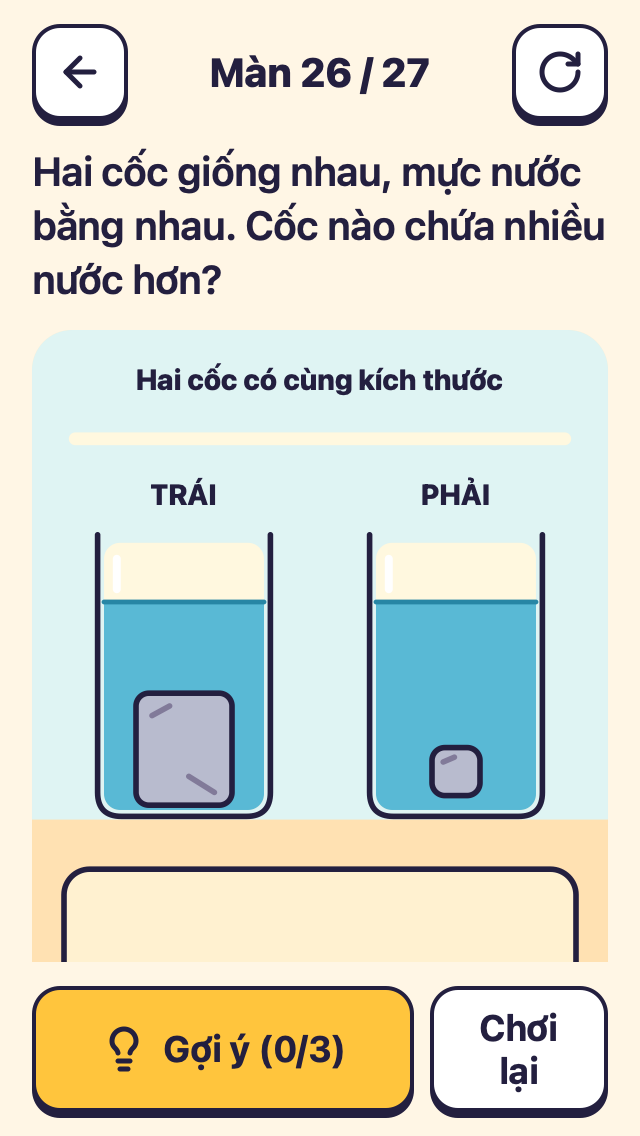 Màn 26 / 27
Hai cốc giống nhau, mực nước
bằng nhau. Cốc nào chứa nhiều
nước hơn?
Hai cốc có cùng kích thước
TRÁI
PHẢI
Gợi ý (0/3)
Chơi
lại